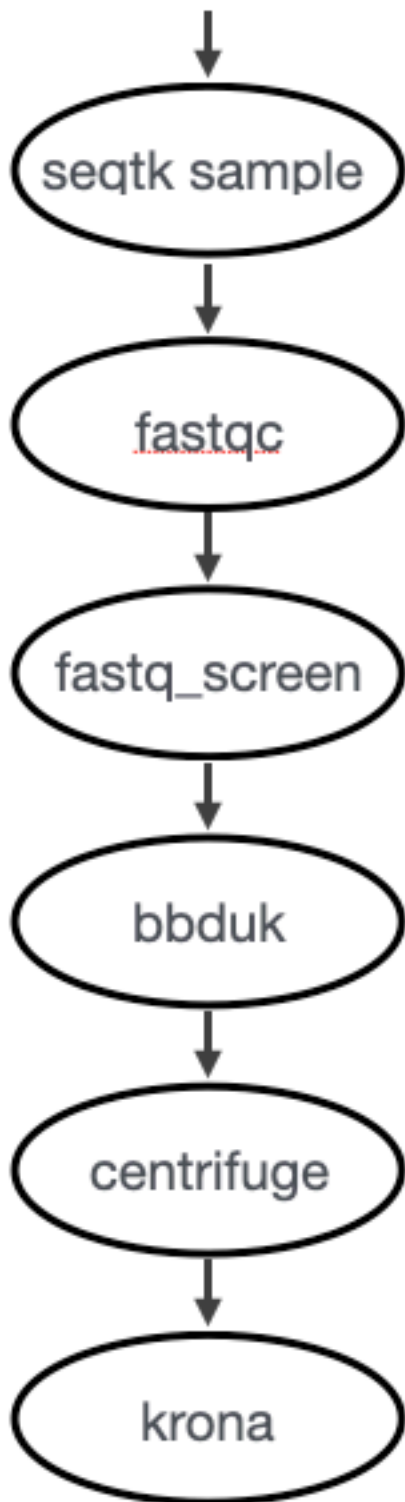 seqtk sample
fastqc
fastq_screen
bbduk
centrifuge
krona